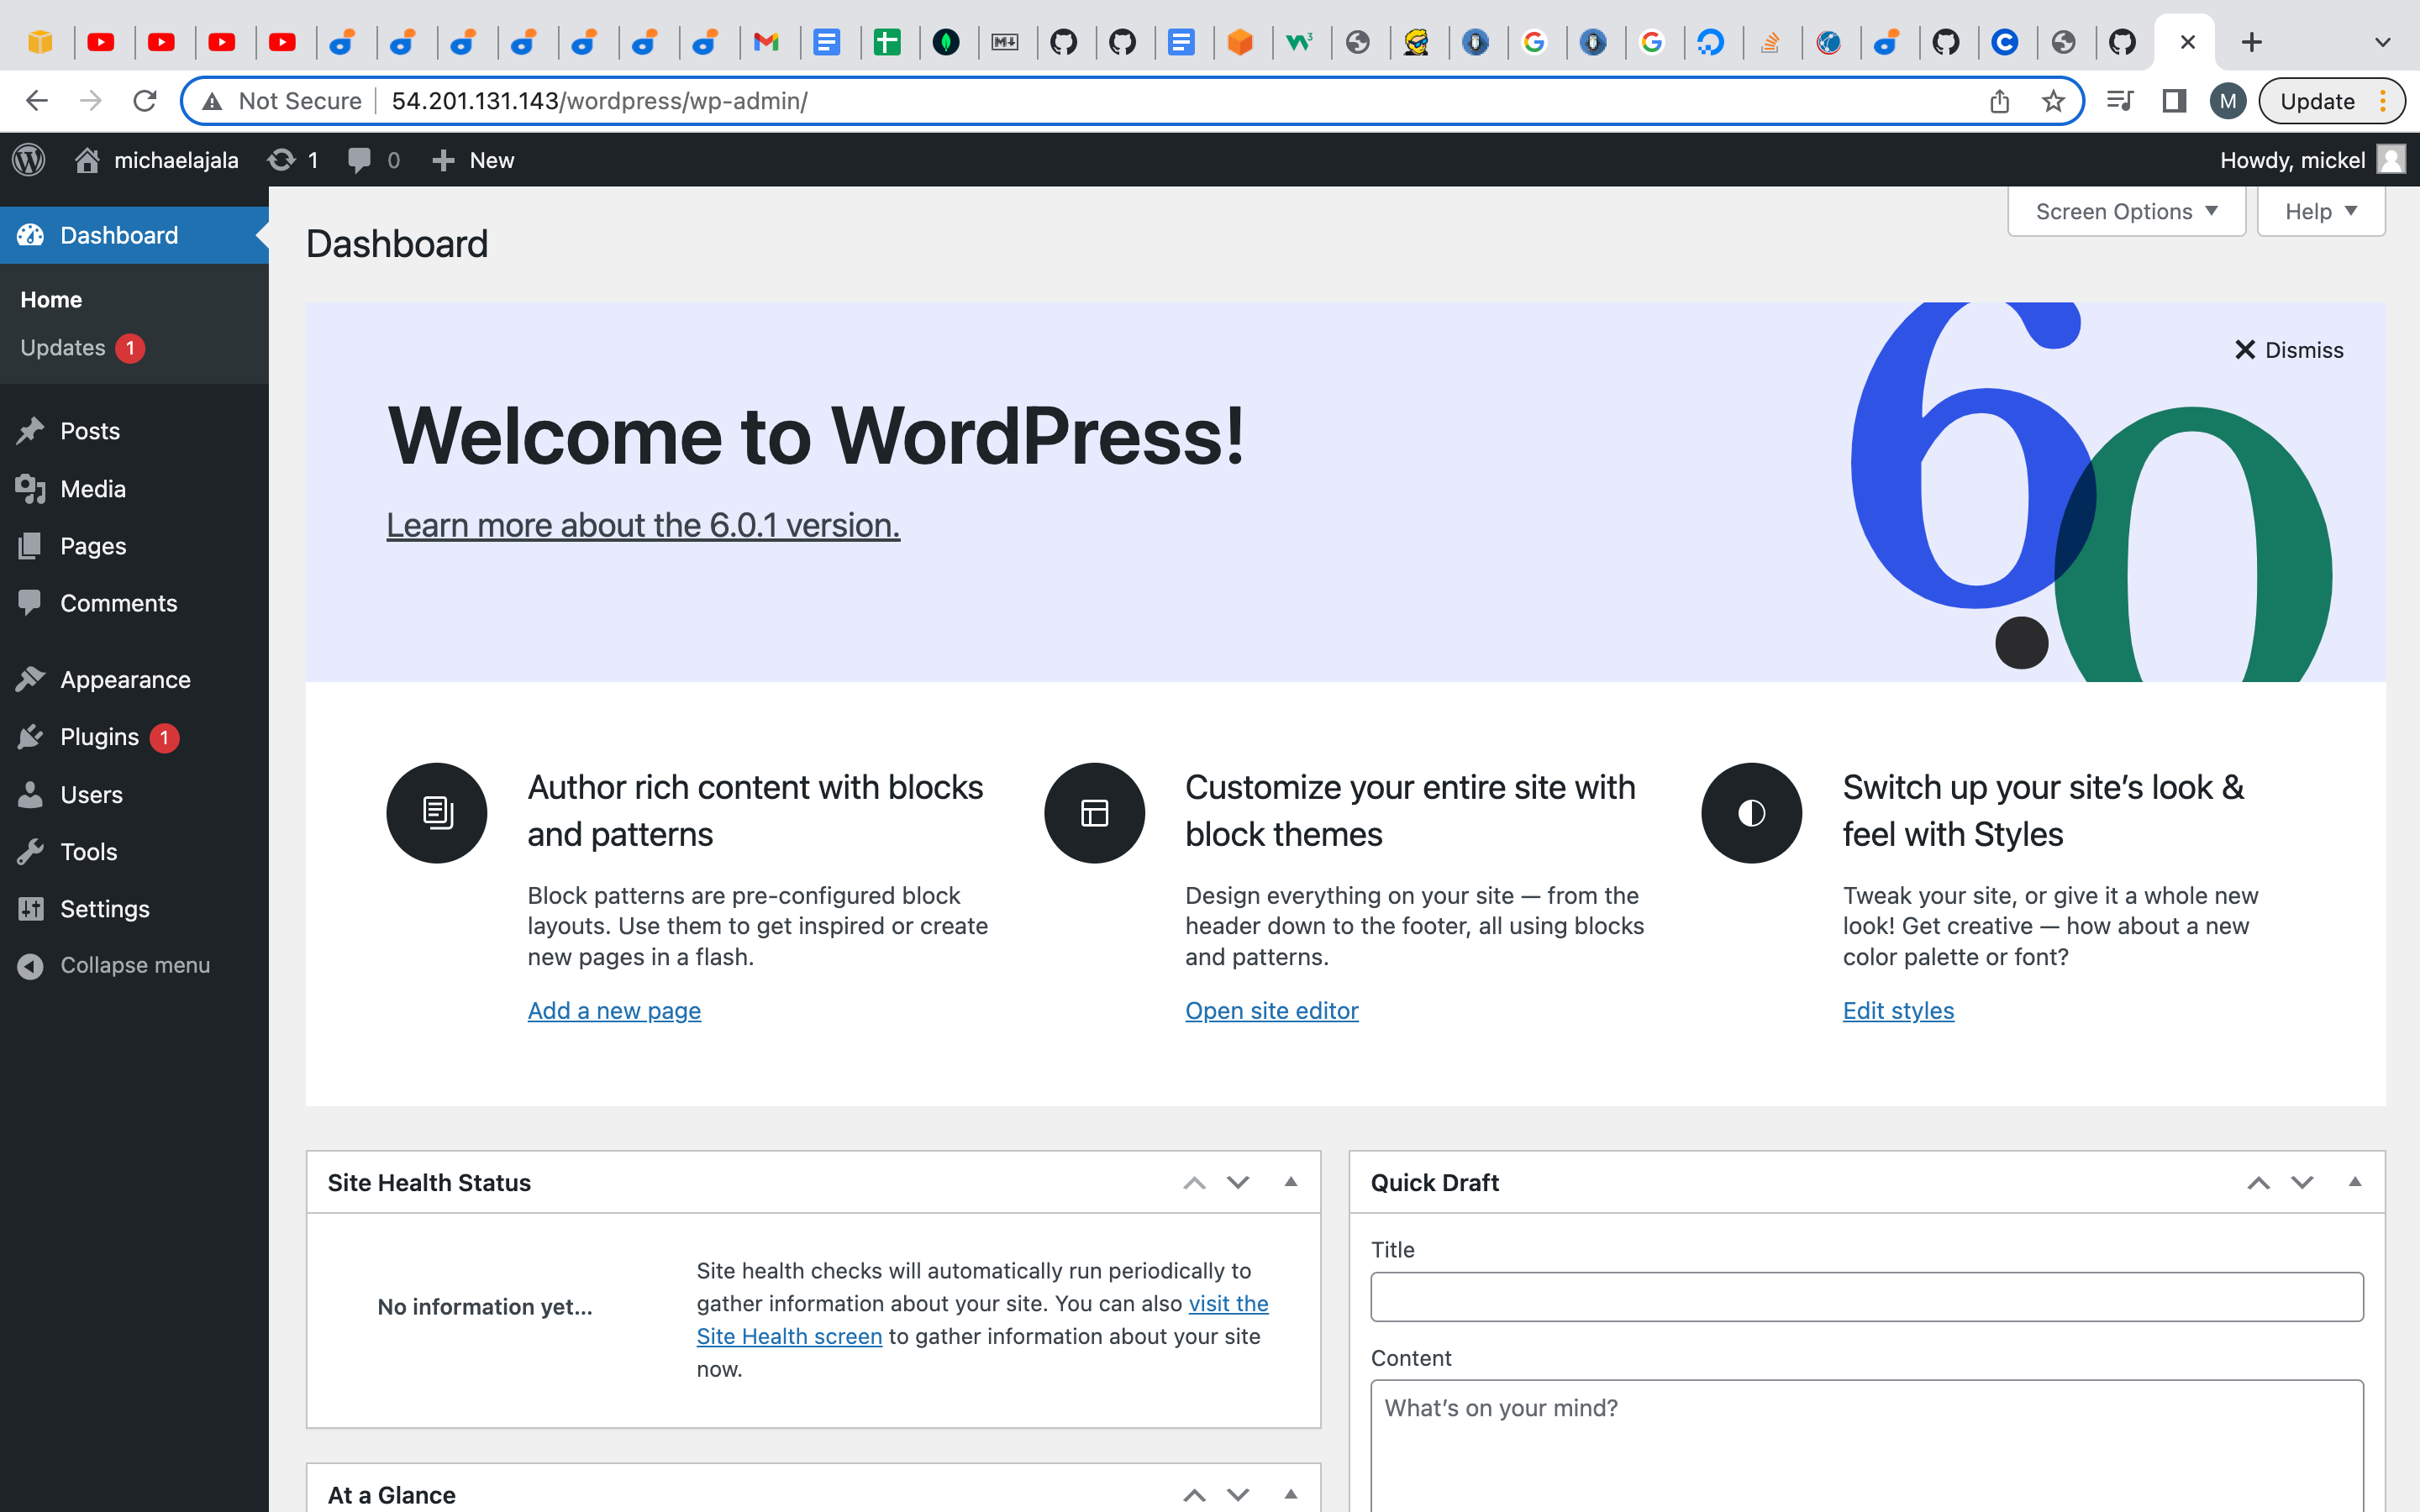 Not Secure
54.201.131.143/wordpress/wp-admin/
M
Update
michaelajala
1
0
New
Howdy, mickel
Dashboard
Home
Updates 1
Posts
Media
Pages
Comments
Appearance
Plugins 1
Users
Tools
Settings
Collapse menu
Screen Options
Help
Dashboard
Dismiss
6.0
Welcome to WordPress!
Learn more about the 6.0.1 version.
Author rich content with blocks
and patterns
Block patterns are pre-configured block
layouts. Use them to get inspired or create
new pages in a flash.
Add a new page
Customize your entire site with
block themes
Design everything on your site — from the
header down to the footer, all using blocks
and patterns.
Open site editor
Switch up your site’s look &
feel with Styles
Tweak your site, or give it a whole new
look! Get creative — how about a new
color palette or font?
Edit styles
Site Health Status
No information yet…
Site health checks will automatically run periodically to
gather information about your site. You can also visit the
Site Health screen to gather information about your site
now.
At a Glance
Quick Draft
Title
Content
What’s on your mind?